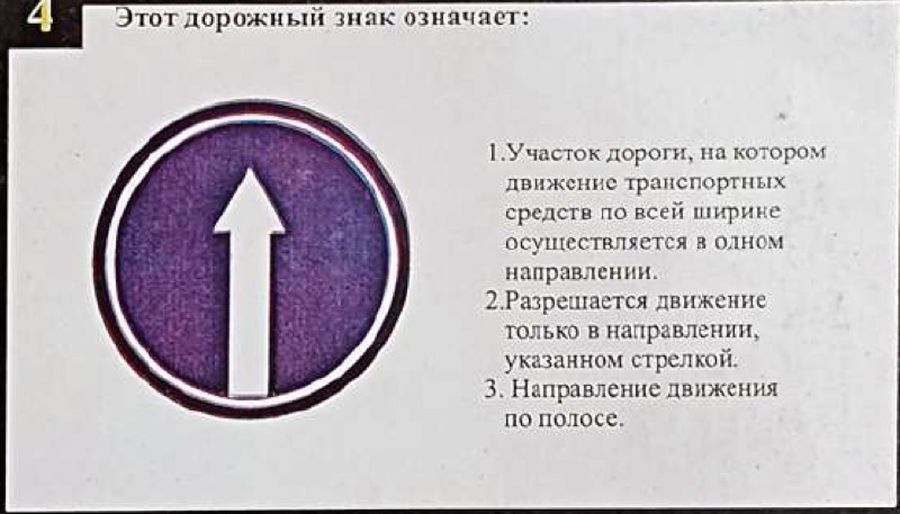 4 Этот дорожный знак означает:
1.Участок дороги, на котором
движение транспортных
средств по всей ширине
осуществляется в одном
направлении.
2.Разрешается движение
только в направлении,
указанном стрелкой.
3. Направление движения
по полосе.